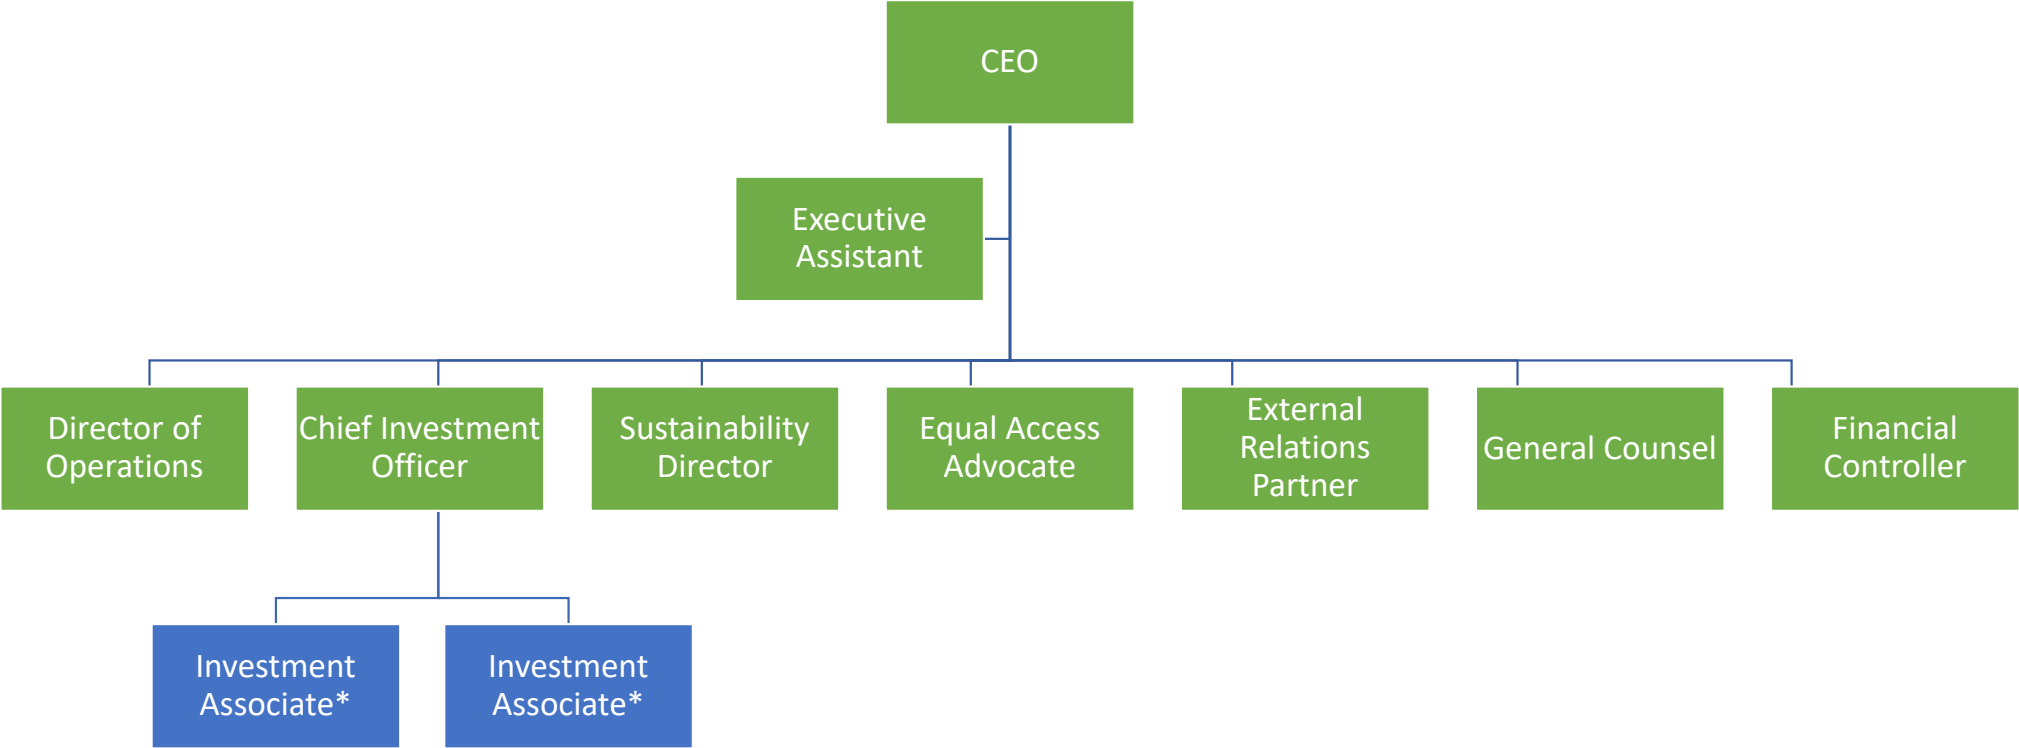 CEO
Executive
Assistant
Director of
Operations
Chief Investment
Officer
Sustainability
Director
Equal Access
Advocate
External
Relations
Partner
General Counsel
Financial
Controller
Investment
Associate*
Investment
Associate*